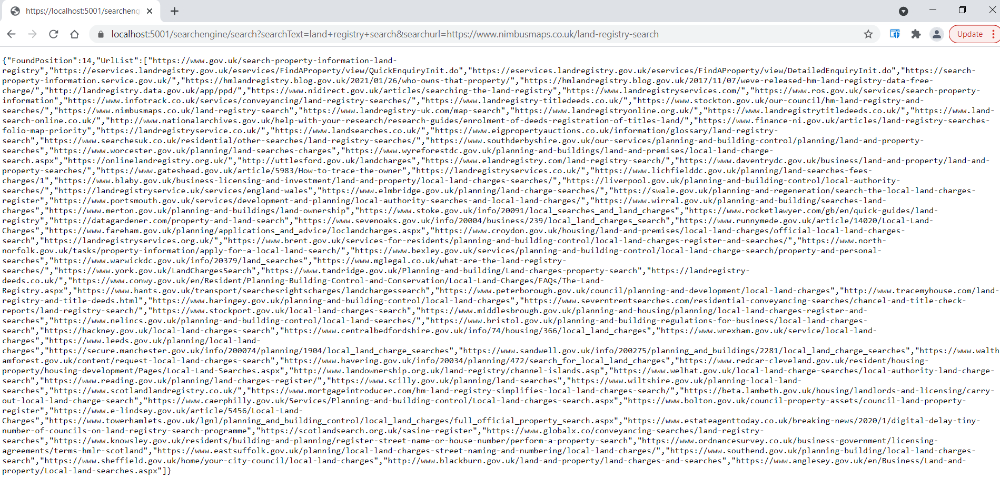 https://localhost:5001/searcheng
localhost:5001/searchengine/search?searchText=land+registry+search&searchurl=https://www.nimbusmaps.co.uk/land-registry-search
Update
{"FoundPosition":14,"UrlList":["https://www.gov.uk/search-property-information-land-
registry","https://eservices.landregistry.gov.uk/eservices/FindAProperty/view/QuickEnquiryInit.do","https://eservices.landregistry.gov.uk/eservices/FindAProperty/view/DetailedEnquiryInit.do","https://search-
property-information.service.gov.uk/","https://hmlandregistry.blog.gov.uk/2021/01/26/who-owns-that-property/","https://hmlandregistry.blog.gov.uk/2017/11/07/weve-released-hm-land-registry-data-free-
charge/","http://landregistry.data.gov.uk/app/ppd/","https://www.nidirect.gov.uk/articles/searching-the-land-registry","https://www.landregistryservices.com/","https://www.ros.gov.uk/services/search-property-
information","https://www.infotrack.co.uk/services/conveyancing/land-registry-searches/","https://www.landregistry-titledeeds.co.uk/","https://www.stockton.gov.uk/our-council/hm-land-registry-and-
searches/","https://www.nimbusmaps.co.uk/land-registry-search","https://www.landregistry-uk.com/map-search","https://www.landregistryonline.org.uk/","https://www.landregistrytitledeeds.co.uk/","https://www.land-
search-online.co.uk/","http://www.nationalarchives.gov.uk/help-with-your-research/research-guides/enrolment-of-deeds-registration-of-titles-land/","https://www.finance-ni.gov.uk/articles/land-registry-searches-
folio-map-priority","https://landregistryservice.co.uk/","https://www.landsearches.co.uk/","https://www.eigpropertyauctions.co.uk/information/glossary/land-registry-
search","https://www.searchesuk.co.uk/residential/other-searches/land-registry-searches/","https://www.southderbyshire.gov.uk/our-services/planning-and-building-control/planning/land-and-property-
searches","https://www.worcester.gov.uk/planning/land-searches-charges","https://www.wyreforestdc.gov.uk/planning-and-buildings/land-and-premises/local-land-charge-
search.aspx","https://onlinelandregistry.org.uk/","http://uttlesford.gov.uk/landcharges","https://www.elandregistry.com/land-registry-search/","https://www.daventrydc.gov.uk/business/land-and-property/land-and-
property-searches/","https://www.gateshead.gov.uk/article/5983/How-to-trace-the-owner","https://landregistryservices.co.uk/","https://www.lichfielddc.gov.uk/planning/land-searches-fees-
charges/1","https://www.blaby.gov.uk/business-licensing-and-investment/land-and-property/local-land-charges-searches/","https://liverpool.gov.uk/planning-and-building-control/local-authority-
searches/","https://landregistryservice.uk/services/england-wales","https://www.elmbridge.gov.uk/planning/land-charge-searches/","https://swale.gov.uk/planning-and-regeneration/search-the-local-land-charges-
register","https://www.portsmouth.gov.uk/services/development-and-planning/local-authority-searches-and-local-land-charges/","https://www.wirral.gov.uk/planning-and-building/searches-land-
charges","https://www.merton.gov.uk/planning-and-buildings/land-ownership","https://www.stoke.gov.uk/info/20091/local_searches_and_land_charges","https://www.rocketlawyer.com/gb/en/quick-guides/land-
registry","https://datagardener.com/property-and-land-search","https://www.sevenoaks.gov.uk/info/20004/business/239/local_land_charges_search","https://www.runnymede.gov.uk/article/14020/Local-Land-
Charges","https://www.fareham.gov.uk/planning/applications_and_advice/loclandcharges.aspx","https://www.croydon.gov.uk/housing/land-and-premises/local-land-charges/official-local-land-charges-
search","https://landregistryservices.org.uk/","https://www.brent.gov.uk/services-for-residents/planning-and-building-control/local-land-charges-register-and-searches/","https://www.north-
norfolk.gov.uk/tasks/property-information/apply-for-a-local-land-search/","https://www.bexley.gov.uk/services/planning-and-building-control/local-land-charge-search/property-and-personal-
searches","https://www.warwickdc.gov.uk/info/20379/land_searches","https://www.mglegal.co.uk/what-are-the-land-registry-
searches/","https://www.york.gov.uk/LandChargesSearch","https://www.tandridge.gov.uk/Planning-and-building/Land-charges-property-search","https://landregistry-
deeds.co.uk/","https://www.conwy.gov.uk/en/Resident/Planning-Building-Control-and-Conservation/Local-Land-Charges/FAQs/The-Land-
Registry.aspx","https://www.hants.gov.uk/transport/searchesrightscharges/landchargessearch","https://www.peterborough.gov.uk/council/planning-and-development/local-land-charges","http://www.tracemyhouse.com/land-
registry-and-title-deeds.html","https://www.haringey.gov.uk/planning-and-building-control/local-land-charges","https://www.severntrentsearches.com/residential-conveyancing-searches/chancel-and-title-check-
reports/land-registry-search/","https://www.stockport.gov.uk/local-land-charges-search","https://www.middlesbrough.gov.uk/planning-and-housing/planning/local-land-charges-register-and-
searches","https://www.nelincs.gov.uk/planning-and-building-control/local-land-searches/","https://www.bristol.gov.uk/planning-and-building-regulations-for-business/local-land-charges-
search","https://hackney.gov.uk/local-land-charges-search","https://www.centralbedfordshire.gov.uk/info/74/housing/366/local_land_charges","https://www.wrexham.gov.uk/service/local-land-
charges","https://www.leeds.gov.uk/planning/local-land-
charges","https://secure.manchester.gov.uk/info/200074/planning/1904/local_land_charge_searches","https://www.sandwell.gov.uk/info/200275/planning_and_buildings/2281/local_land_charge_searches","https://www.walth
amforest.gov.uk/content/request-local-land-charges-search","https://www.havering.gov.uk/info/20034/planning/472/search_for_local_land_charges","https://www.redcar-cleveland.gov.uk/resident/housing-
property/housing-development/Pages/Local-Land-Searches.aspx","http://www.landownership.org.uk/land-registry/channel-islands.asp","https://www.welhat.gov.uk/local-land-charge-searches/local-authority-land-charge-
search","https://www.reading.gov.uk/planning/land-charges-register/","https://www.scilly.gov.uk/planning/land-searches","https://www.wiltshire.gov.uk/planning-local-land-
searches","https://www.scotlandlandregistry.co.uk/","https://www.mortgageintroducer.com/hm-land-registry-simplifies-local-land-charges-search/","https://beta.lambeth.gov.uk/housing/landlords-and-licensing/carry-
out-local-land-charge-search","https://www.caerphilly.gov.uk/Services/Planning-and-building-control/Local-land-charges-search.aspx","https://www.bolton.gov.uk/council-property-assets/council-land-property-
register","https://www.e-lindsey.gov.uk/article/5456/Local-Land-
Charges","https://www.towerhamlets.gov.uk/lgnl/planning_and_building_control/local_land_charges/full_official_property_search.aspx","https://www.estateagenttoday.co.uk/breaking-news/2020/1/digital-delay-tiny-
number-of-councils-on-land-registry-search-programme","https://scotlandsearch.org.uk/sasine-register","https://www.globalx.co/conveyancing-searches/land-registry-
searches","https://www.knowsley.gov.uk/residents/building-and-planning/register-street-name-or-house-number/perform-a-property-search","https://www.ordnancesurvey.co.uk/business-government/licensing-
agreements/terms-hmlr-scotland","https://www.eastsuffolk.gov.uk/planning/local-land-charges-street-naming-and-numbering/local-land-charges/","https://www.southend.gov.uk/planning-building/local-land-charges-
search","https://www.sheffield.gov.uk/home/your-city-council/local-land-charges","http://www.blackburn.gov.uk/land-and-property/land-charges-and-searches","https://www.anglesey.gov.uk/en/Business/Land-and-
property/Local-land-searches.aspx"]}